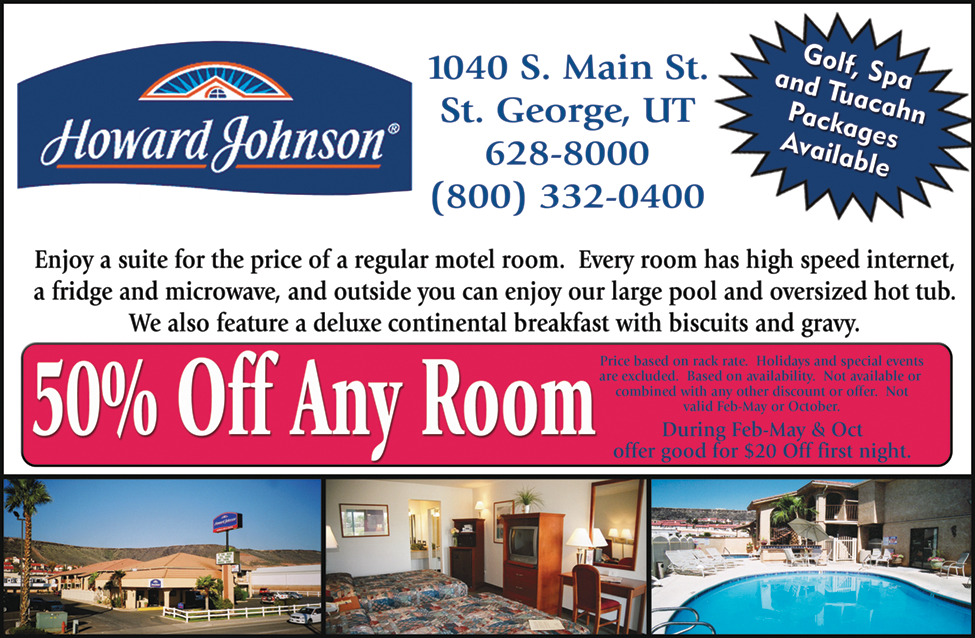 Howard Johnson®
1040 S. Main St.
St. George, UT
628-8000
(800) 332-0400
Golf, Spa
and Tuacahn
Packages
Available
Enjoy a suite for the price of a regular motel room.  Every room has high speed internet,
a fridge and microwave, and outside you can enjoy our large pool and oversized hot tub.
We also feature a deluxe continental breakfast with biscuits and gravy.
50% Off Any Room
Price based on rack rate.  Holidays and special events
are excluded.  Based on availability.  Not available or
combined with any other discount or offer.  Not
valid Feb-May or October.
During Feb-May & Oct
offer good for $20 Off first night.